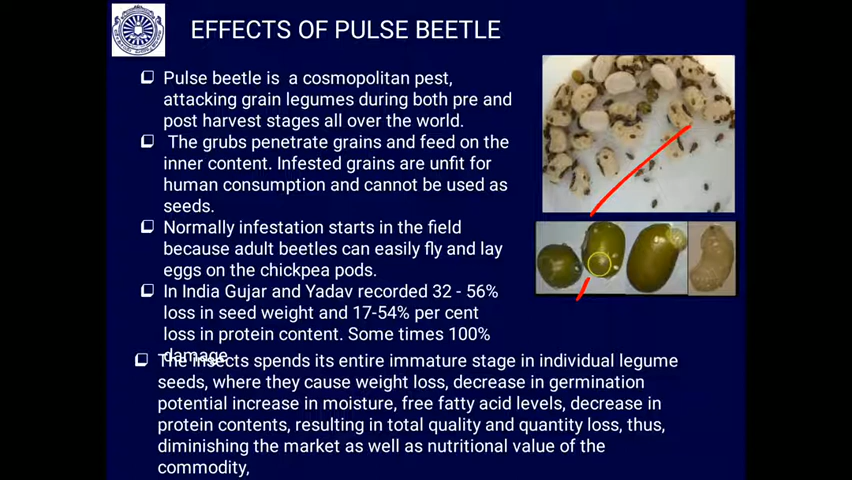 EFFECTS OF PULSE BEETLE
❑ Pulse beetle is a cosmopolitan pest,
attacking grain legumes during both pre and
post harvest stages all over the world.
❑ The grubs penetrate grains and feed on the
inner content. Infested grains are unfit for
human consumption and cannot be used as
seeds.
❑ Normally infestation starts in the field
because adult beetles can easily fly and lay
eggs on the chickpea pods.
❑ In India Gujar and Yadav recorded 32 - 56%
loss in seed weight and 17-54% per cent
loss in protein content. Some times 100%
damage
❑ The insects spends its entire immature stage in individual legume
seeds, where they cause weight loss, decrease in germination
potential increase in moisture, free fatty acid levels, decrease in
protein contents, resulting in total quality and quantity loss, thus,
diminishing the market as well as nutritional value of the
commodity,